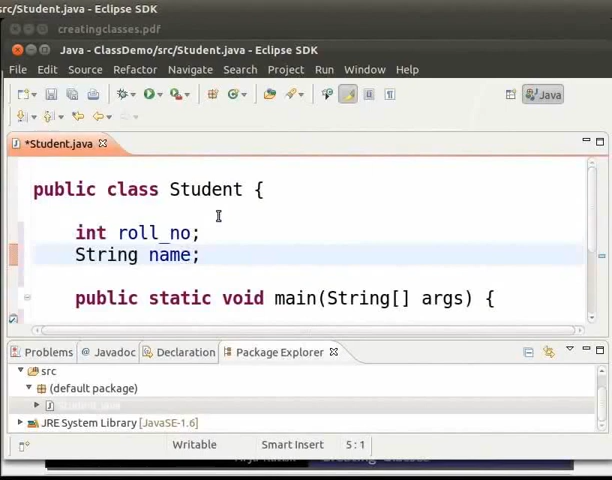 src/Student.java - Eclipse SDK
creatingclasses.pdf
Java - ClassDemo/src/Student.java - Eclipse SDK
File Edit Source Refactor Navigate Search Project Run Window Help
Java
*Student.java
public class Student {
int roll_no;
String name;
public static void main(String[] args) {
Problems Javadoc Declaration Package Explorer
src
(default package)
Student.java
JRE System Library [JavaSE-1.6]
Writable Smart Insert 5 : 1